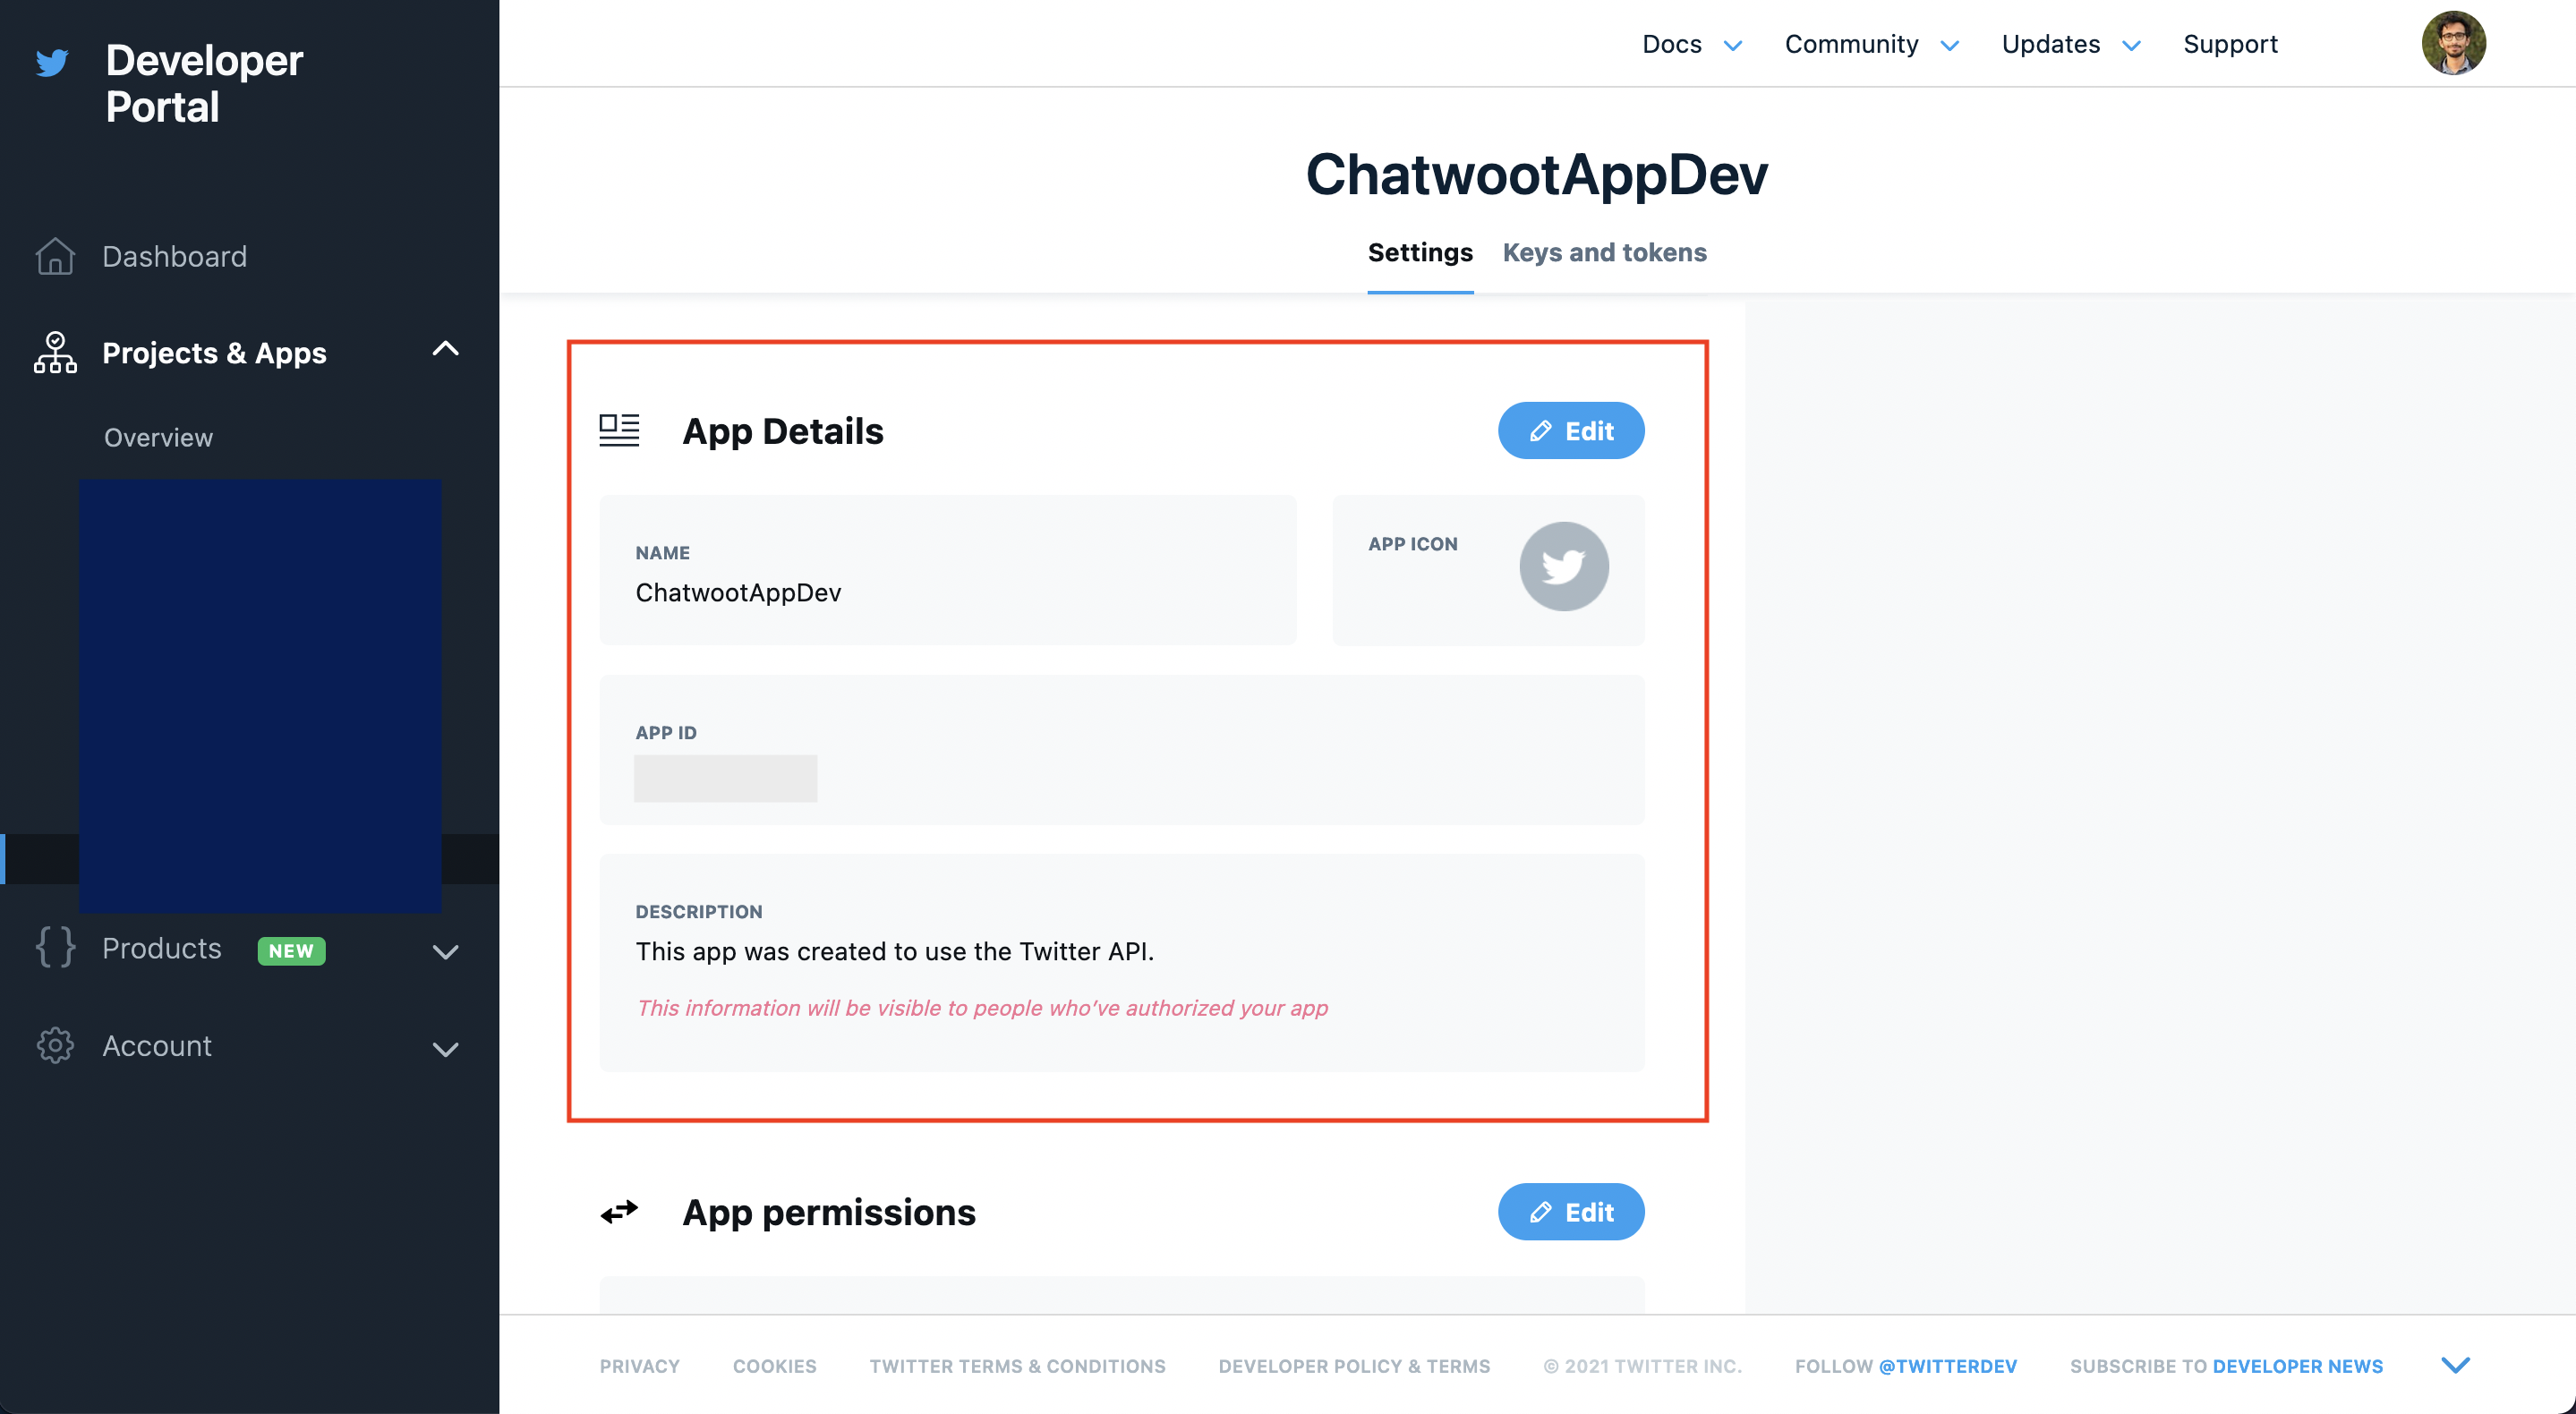 Developer
Portal
Docs
Community
Updates
Support
ChatwootAppDev
Settings
Keys and tokens
Dashboard
Projects & Apps
Overview
Products
NEW
Account
App Details
Edit
NAME
ChatwootAppDev
APP ICON
APP ID
DESCRIPTION
This app was created to use the Twitter API.
This information will be visible to people who’ve authorized your app
App permissions
Edit
PRIVACY
COOKIES
TWITTER TERMS & CONDITIONS
DEVELOPER POLICY & TERMS
© 2021 TWITTER INC.
FOLLOW @TWITTERDEV
SUBSCRIBE TO DEVELOPER NEWS